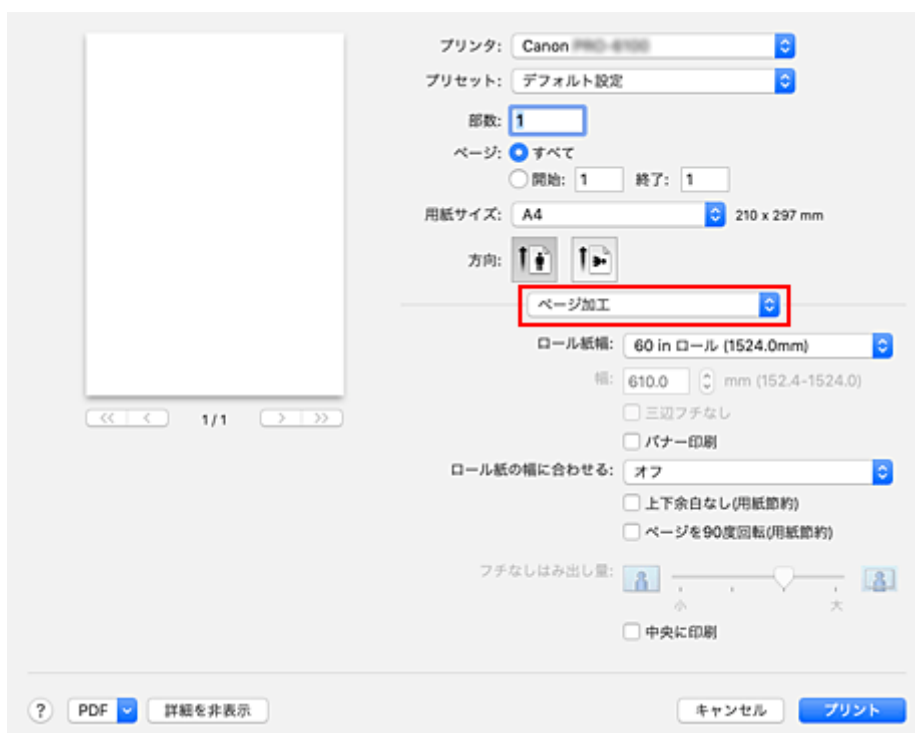 プリンタ: Canon
プリセット: デフォルト設定
部数: 1
ページ: すべて
開始: 1 終了: 1
用紙サイズ: A4 210 x 297 mm
方向:
ページ加工
ロール紙幅: 60 in ロール (1524.0mm)
幅: 610.0 mm (152.4-1524.0)
三辺フチなし
バナー印刷
ロール紙の幅に合わせる: オフ
上下余白なし(用紙節約)
ページを90度回転(用紙節約)
フチなしはみ出し量:
小 大
中央に印刷
<< < 1/1 > >>
? PDF 詳細を非表示 キャンセル プリント